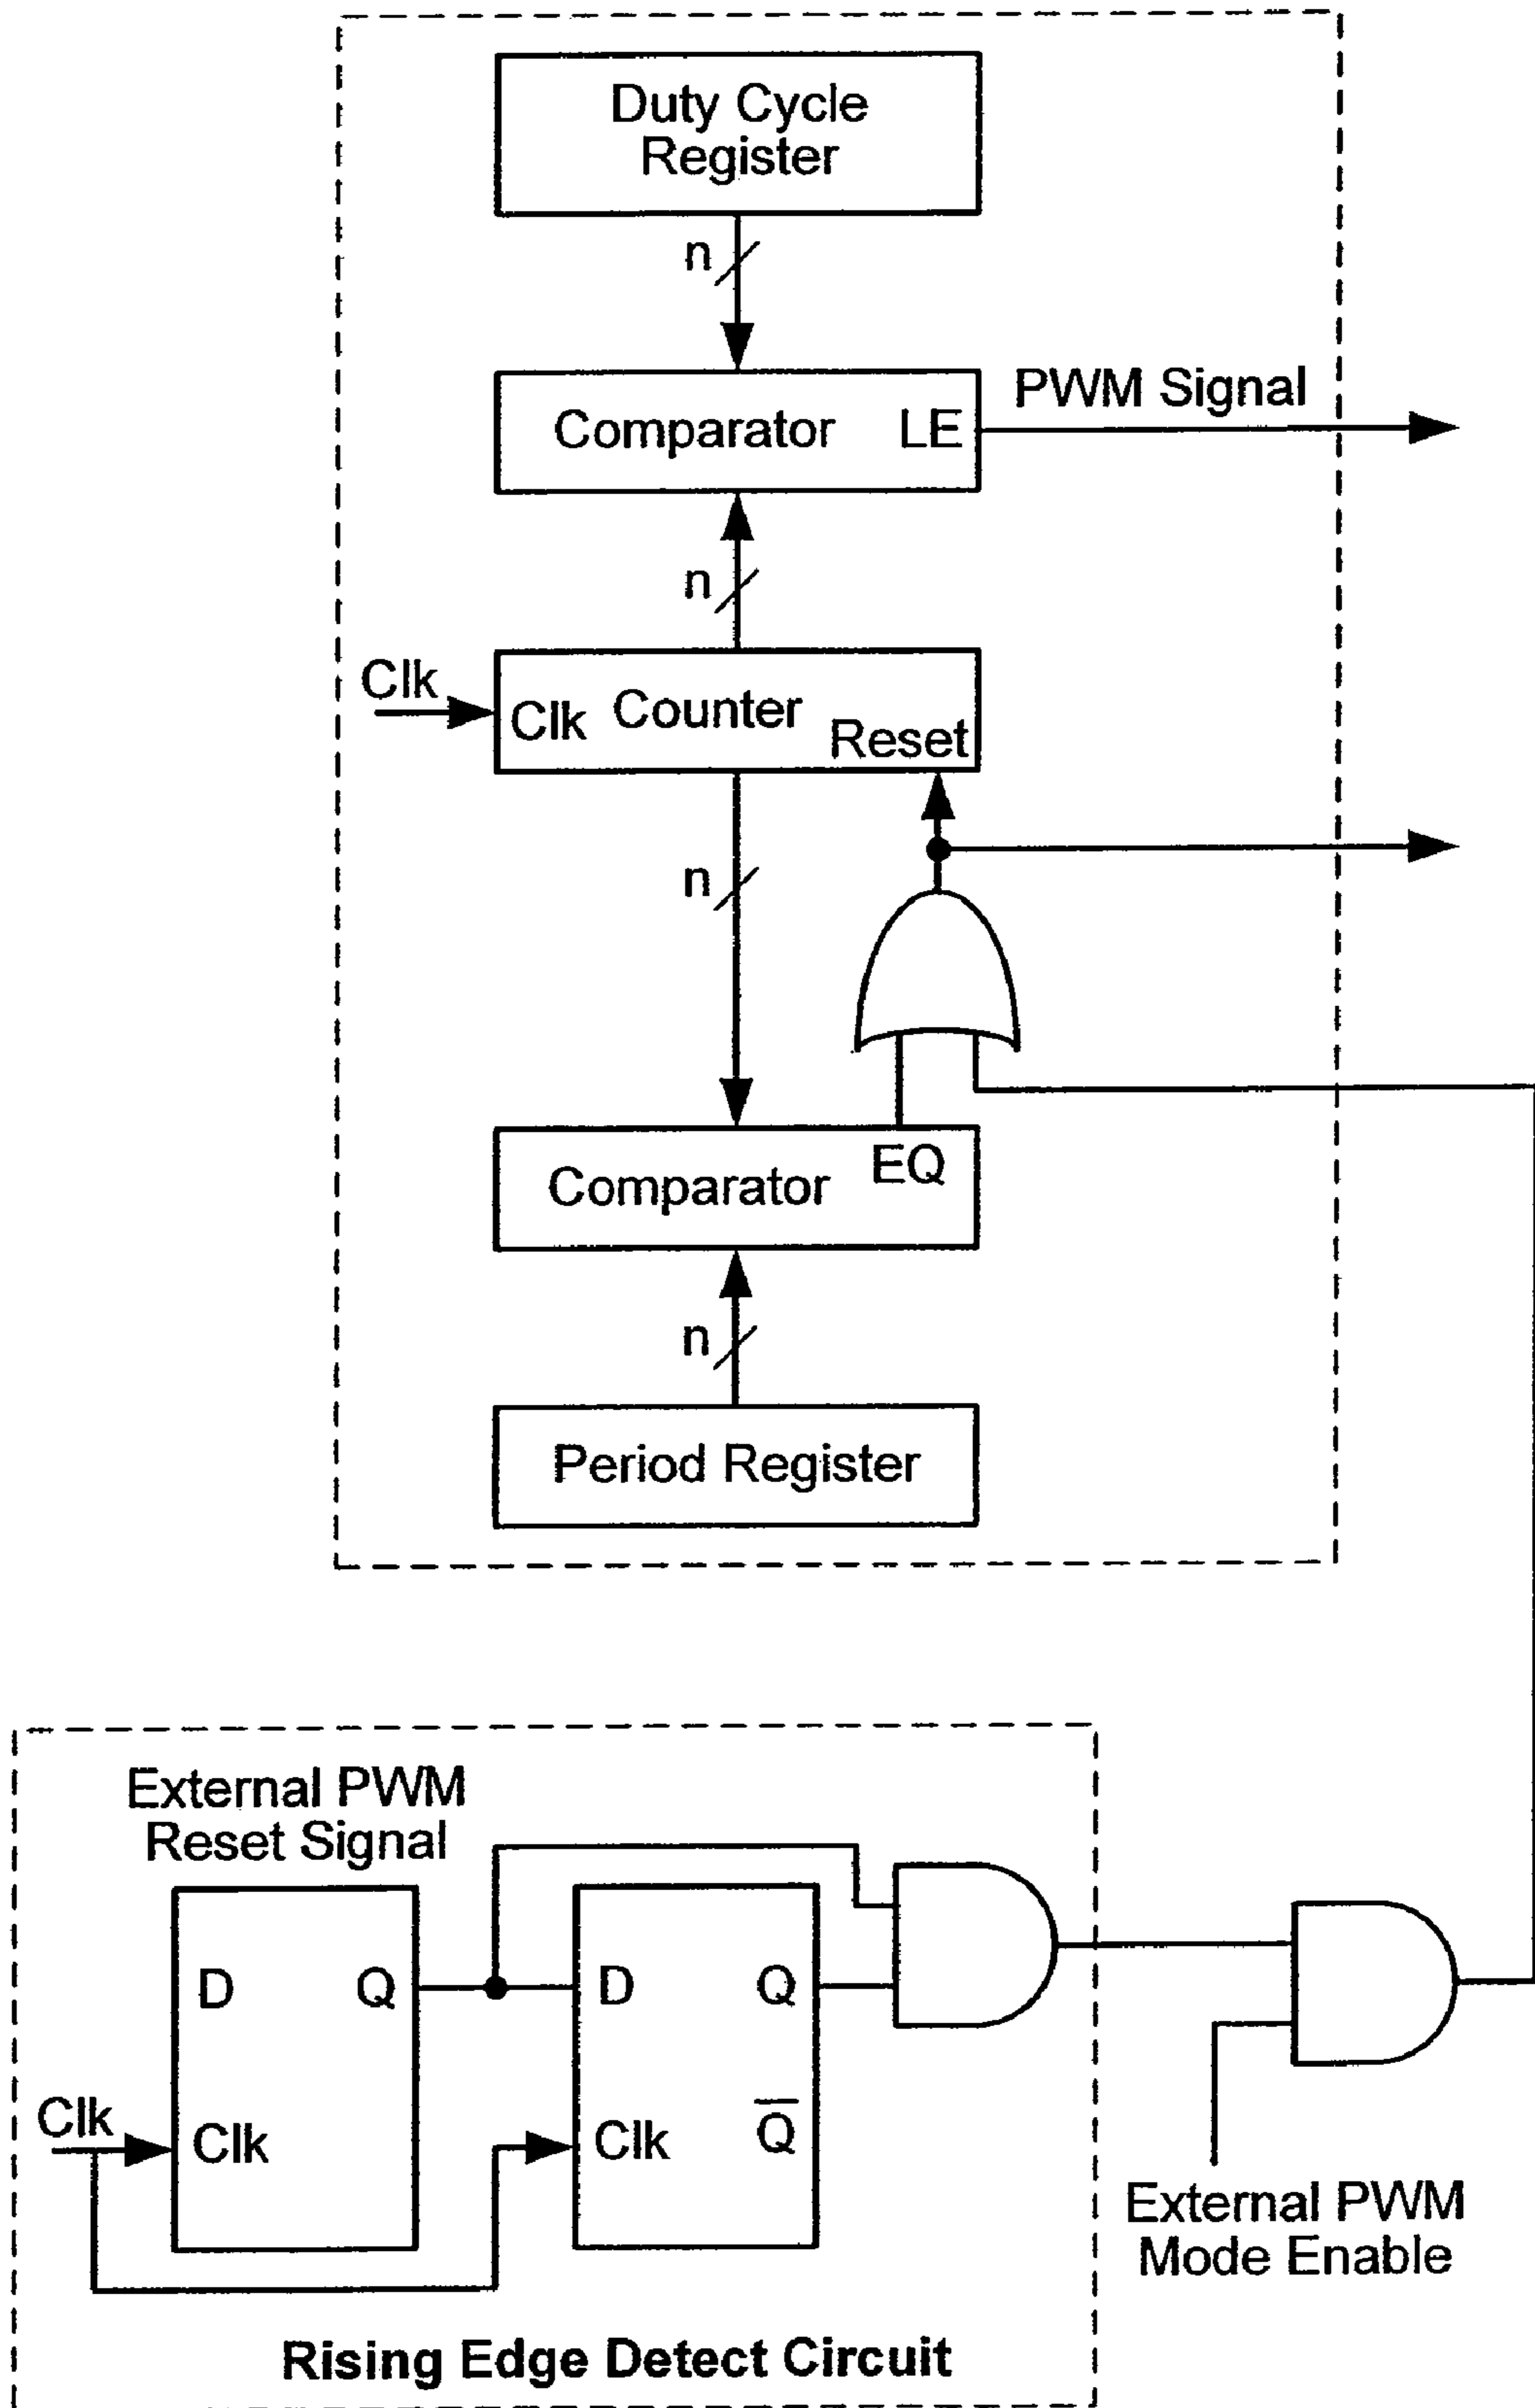 Duty Cycle
Register
n
Comparator LE
PWM Signal
n
Clk
Clk Counter Reset
n
EQ
Comparator
n
Period Register
External PWM
Reset Signal
D Q
D Q
Clk
Clk
Clk Q̅
External PWM
Mode Enable
Rising Edge Detect Circuit